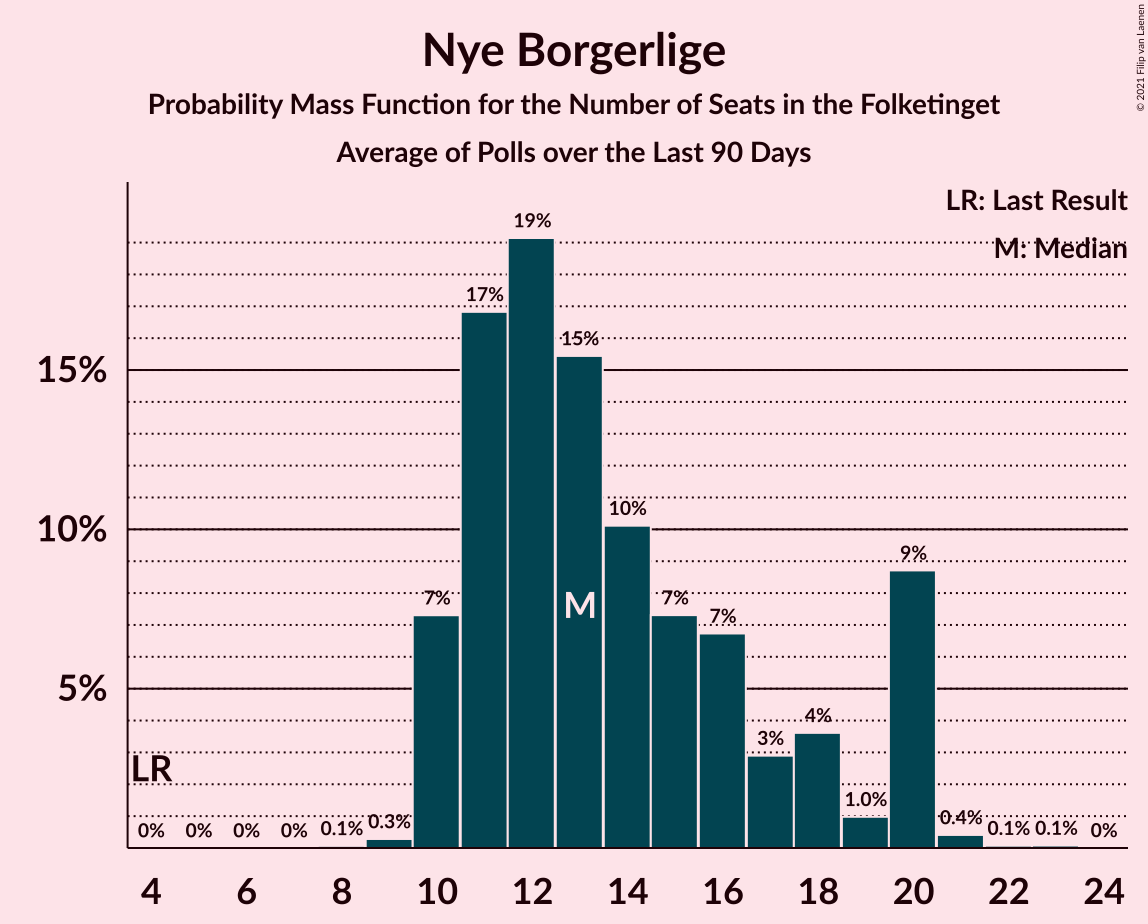 Nye Borgerlige
Probability Mass Function for the Number of Seats in the Folketinget
Average of Polls over the Last 90 Days
© 2021 Filip van Laenen
LR: Last Result
M: Median
19%
17%
15%
15%
10%
10%
9%
7%
7%
7%
M
5%
4%
3%
LR
1.0%
0.4%
0.3%
0% 0% 0% 0% 0.1% 0.1% 0.1% 0%
4 6 8 10 12 14 16 18 20 22 24